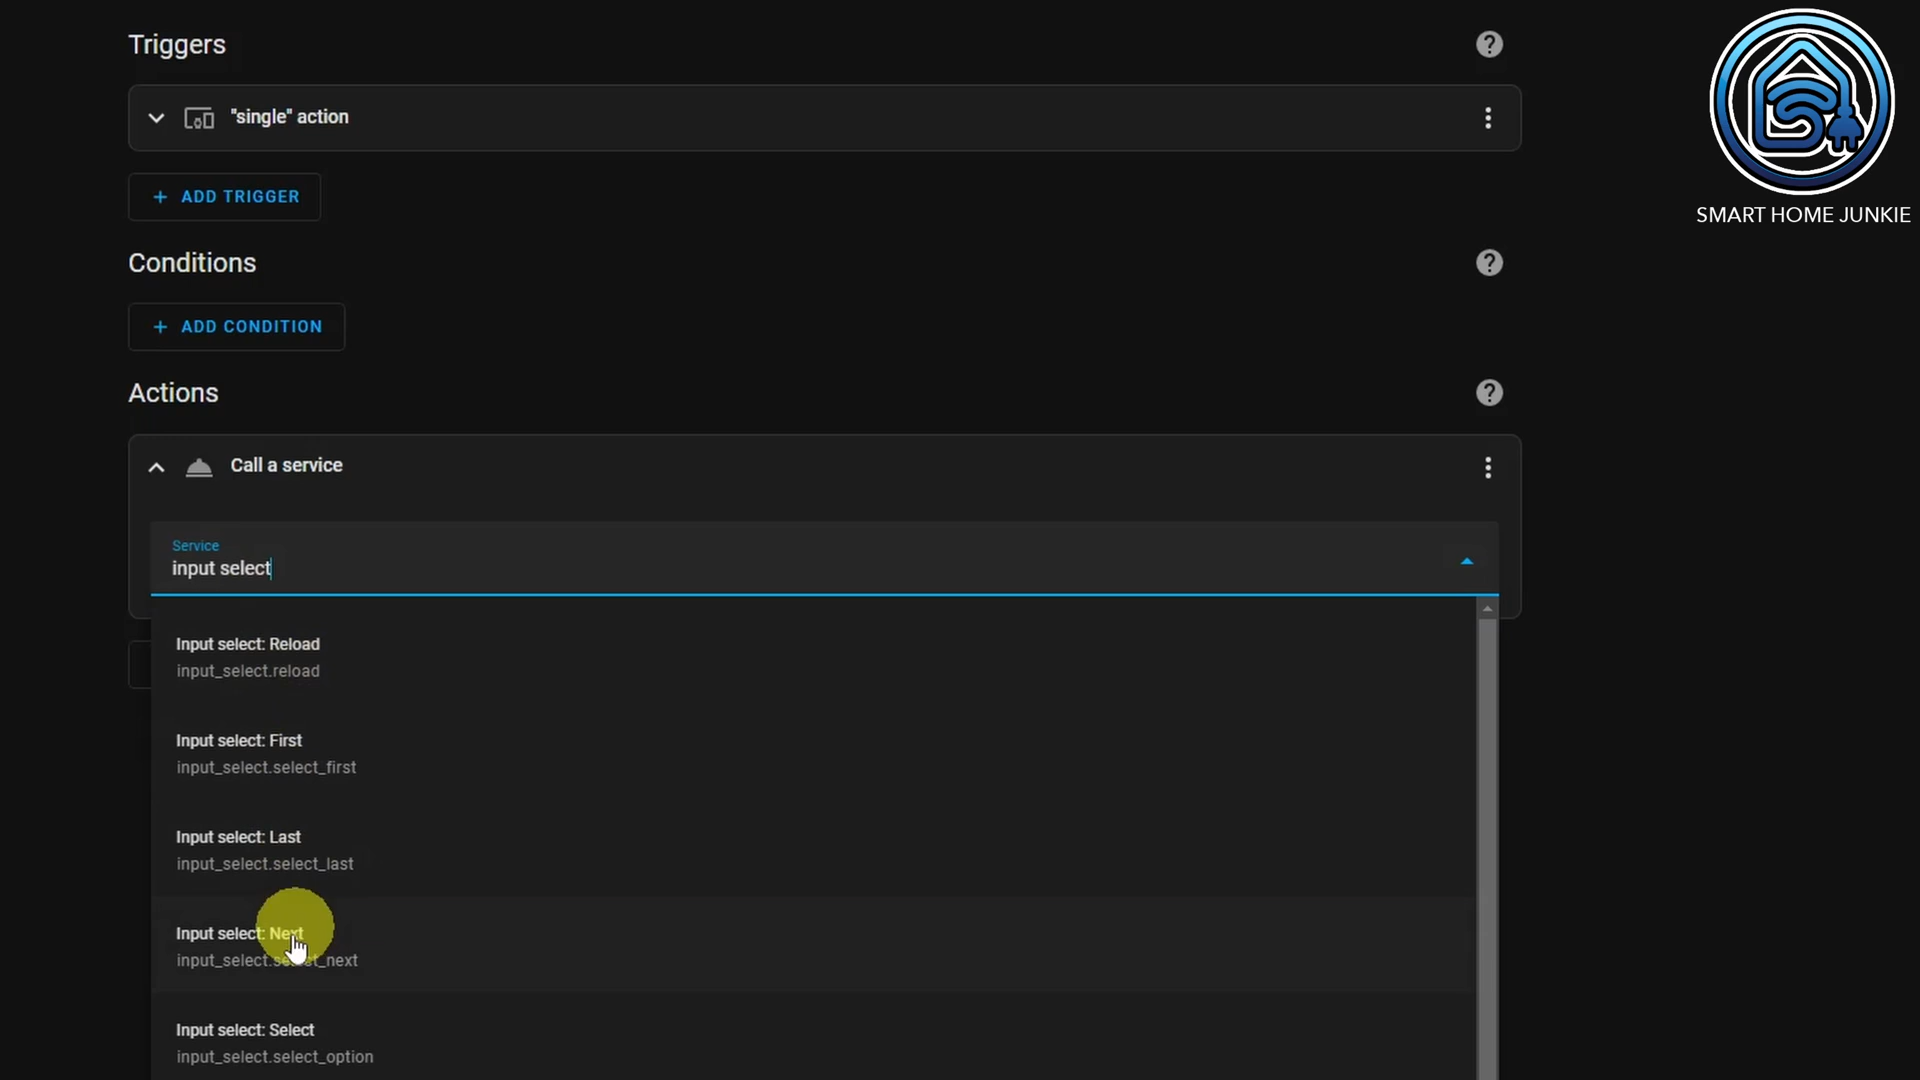 Triggers
"single" action
+ ADD TRIGGER
Conditions
+ ADD CONDITION
Actions
Call a service
Service
input select
Input select: Reload
input_select.reload
Input select: First
input_select.select_first
Input select: Last
input_select.select_last
Input select: Next
input_select.select_next
Input select: Select
input_select.select_option
SMART HOME JUNKIE